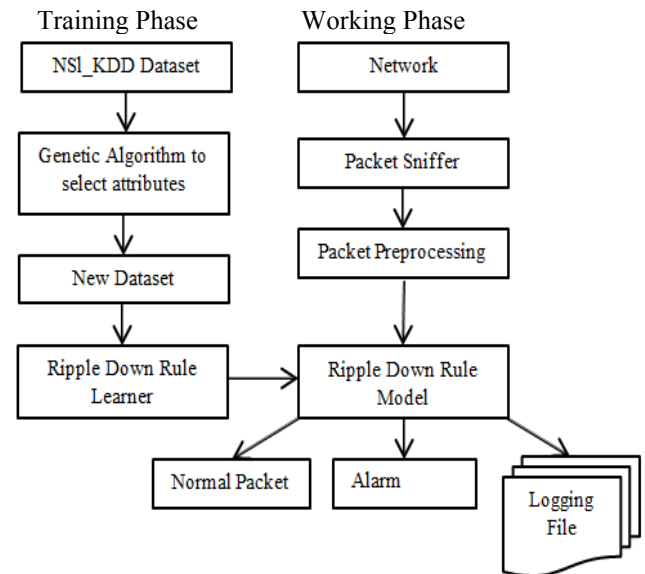 Training Phase
Working Phase
NSl_KDD Dataset
Network
Genetic Algorithm to
select attributes
Packet Sniffer
Packet Preprocessing
New Dataset
Ripple Down Rule
Learner
Ripple Down Rule
Model
Normal Packet
Alarm
Logging
File